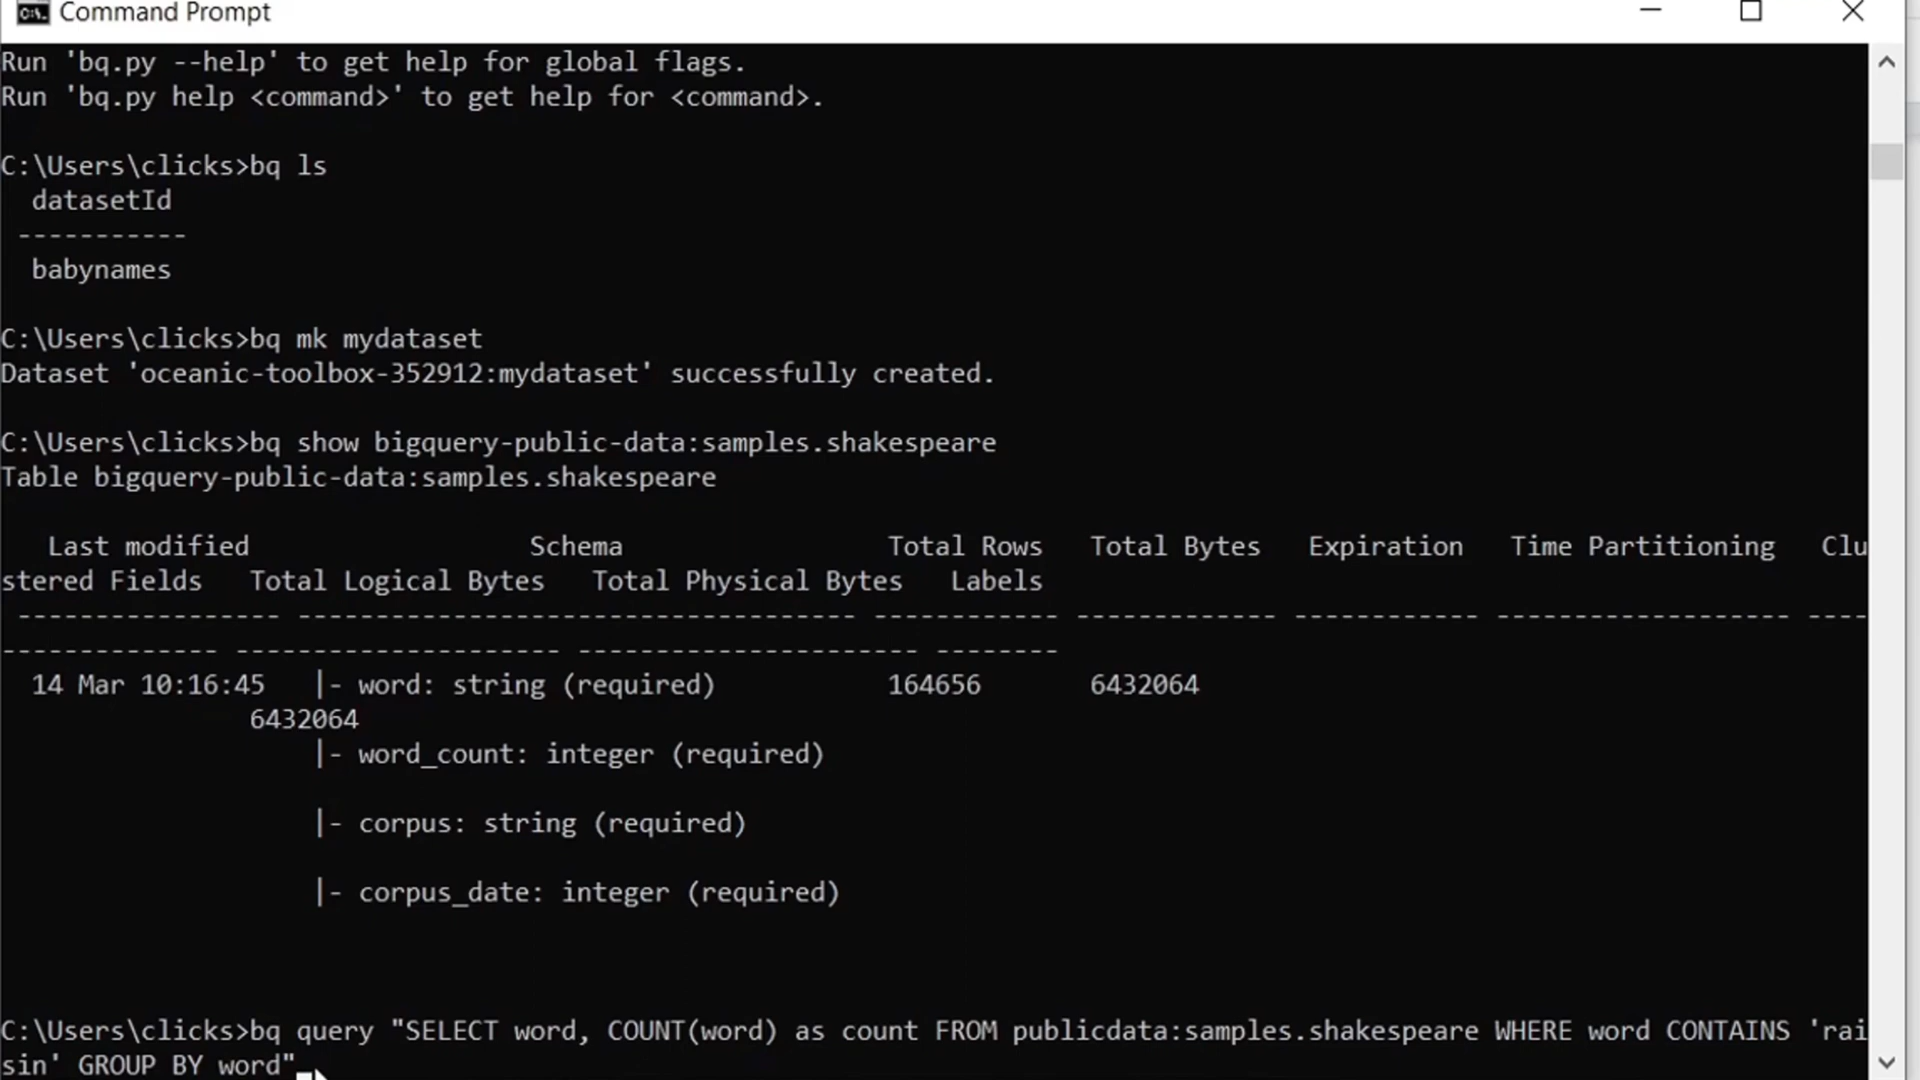 Command Prompt
Run 'bq.py --help' to get help for global flags.
Run 'bq.py help <command>' to get help for <command>.
C:\Users\clicks>bq ls
datasetId
-----------
babynames
C:\Users\clicks>bq mk mydataset
Dataset 'oceanic-toolbox-352912:mydataset' successfully created.
C:\Users\clicks>bq show bigquery-public-data:samples.shakespeare
Table bigquery-public-data:samples.shakespeare
Last modified Schema Total Rows Total Bytes Expiration Time Partitioning Clu
stered Fields Total Logical Bytes Total Physical Bytes Labels
----------------- ------------------------------------ ------------ ------------- ------------ ------------------- ----
-------------- --------------------- ---------------------- --------
14 Mar 10:16:45 |- word: string (required) 164656 6432064
6432064
|- word_count: integer (required)
|- corpus: string (required)
|- corpus_date: integer (required)
C:\Users\clicks>bq query "SELECT word, COUNT(word) as count FROM publicdata:samples.shakespeare WHERE word CONTAINS 'rai
sin' GROUP BY word"